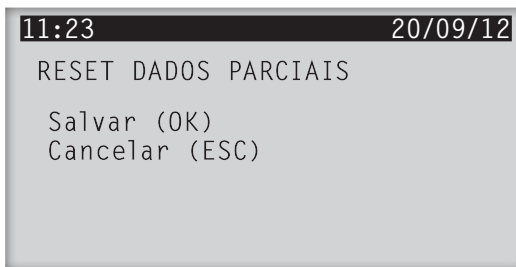 11:23 20/09/12
RESET DADOS PARCIAIS
Salvar (OK)
Cancelar (ESC)